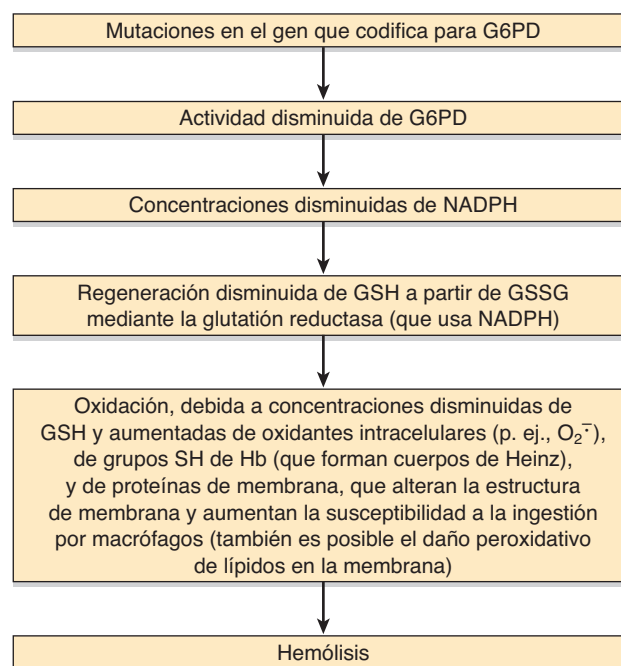 Mutaciones en el gen que codifica para G6PD
Actividad disminuida de G6PD
Concentraciones disminuidas de NADPH
Regeneración disminuida de GSH a partir de GSSG
mediante la glutatión reductasa (que usa NADPH)
Oxidación, debida a concentraciones disminuidas de
GSH y aumentadas de oxidantes intracelulares (p. ej., O₂⁻·),
de grupos SH de Hb (que forman cuerpos de Heinz),
y de proteínas de membrana, que alteran la estructura
de membrana y aumentan la susceptibilidad a la ingestión
por macrófagos (también es posible el daño peroxidativo
de lípidos en la membrana)
Hemólisis